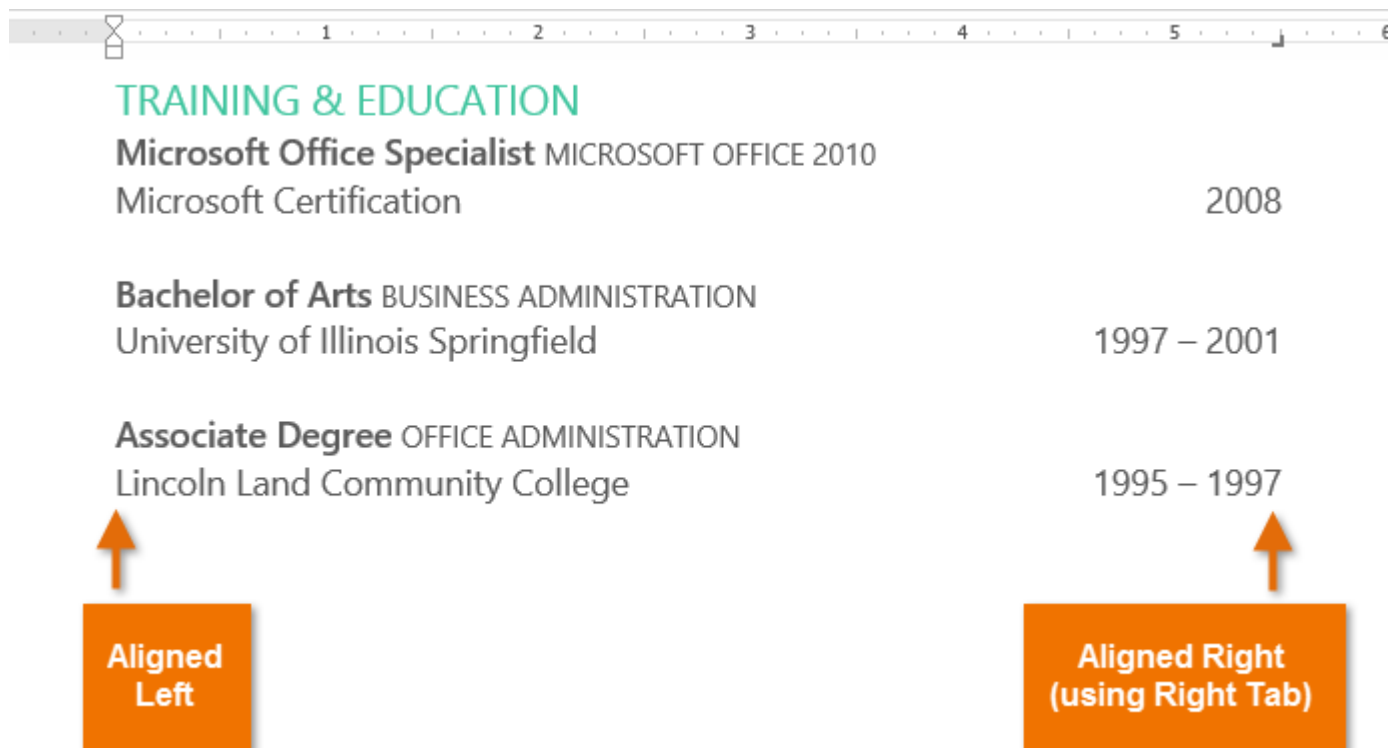 1 2 3 4 5 6
TRAINING & EDUCATION
Microsoft Office Specialist MICROSOFT OFFICE 2010
Microsoft Certification 2008
Bachelor of Arts BUSINESS ADMINISTRATION
University of Illinois Springfield 1997 – 2001
Associate Degree OFFICE ADMINISTRATION
Lincoln Land Community College 1995 – 1997
Aligned
Left
Aligned Right
(using Right Tab)